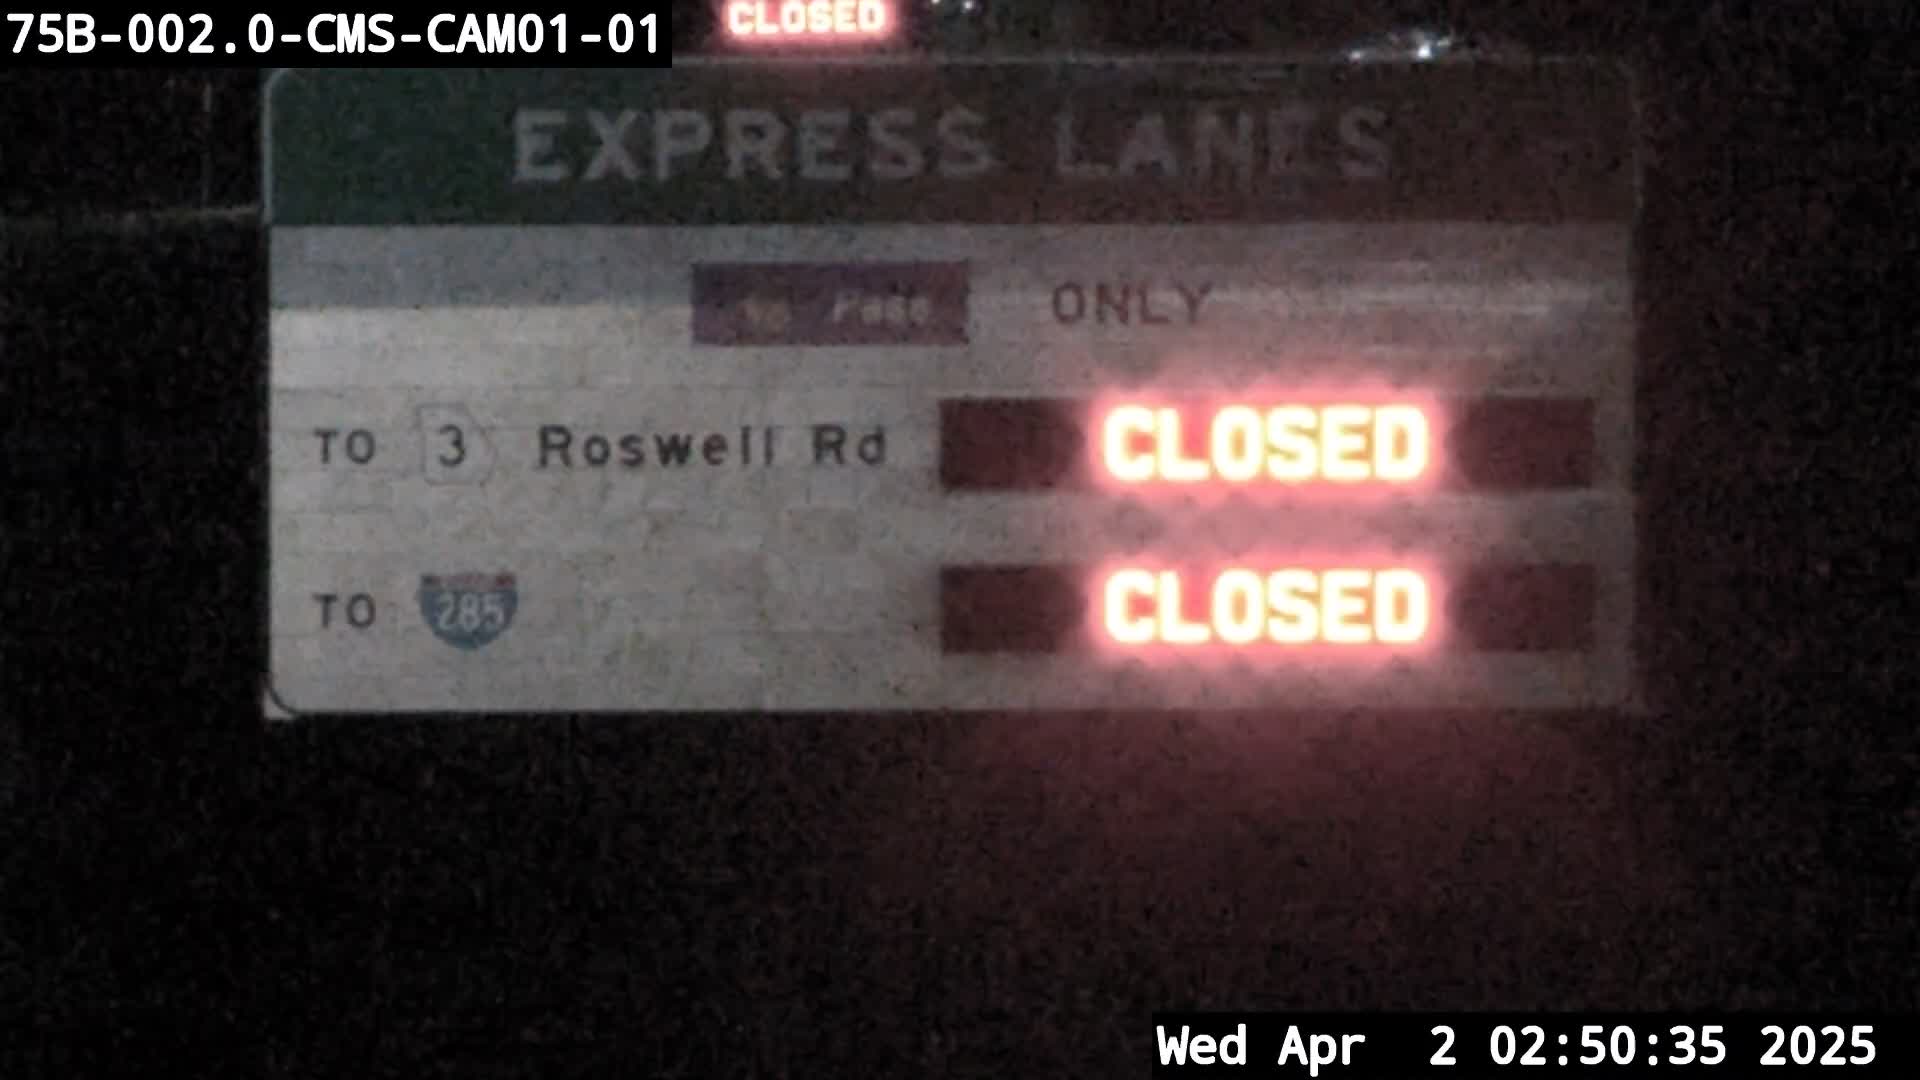 75B-002.0-CMS-CAM01-01
CLOSED
EXPRESS LANES
Pass ONLY
TO 3 Roswell Rd CLOSED
TO 285 CLOSED
Wed Apr 2 02:50:35 2025